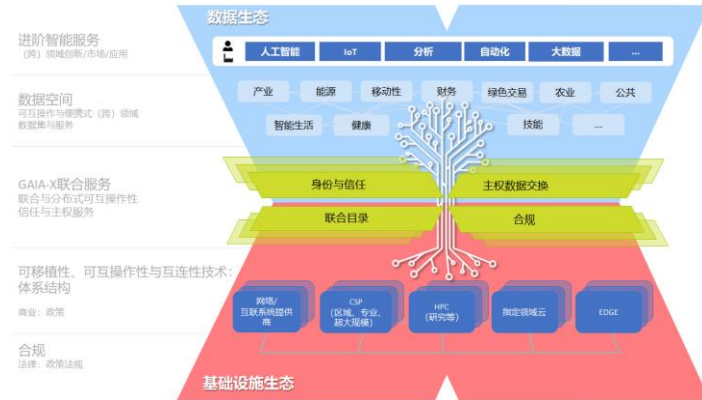 数据生态
进阶智能服务
（跨）领域创新/市场/应用
人工智能 IoT 分析 自动化 大数据 ...
数据空间
可互操作与便携式（跨）领域
数据集与服务
产业 能源 移动性 财务 绿色交易 农业 公共
智能生活 健康 技能 ...
GAIA-X联合服务
联合与分布式可互操作性
信任与主权服务
身份与信任 主权数据交换
联合目录 合规
可移植性、可互操作性与互连性技术：
体系结构
商业：政策
网络/
互联系统提供
商
CSP
（区域、专业、
超大规模）
HPC
（研究等）
指定领域云
EDGE
合规
法律：政策法规
基础设施生态